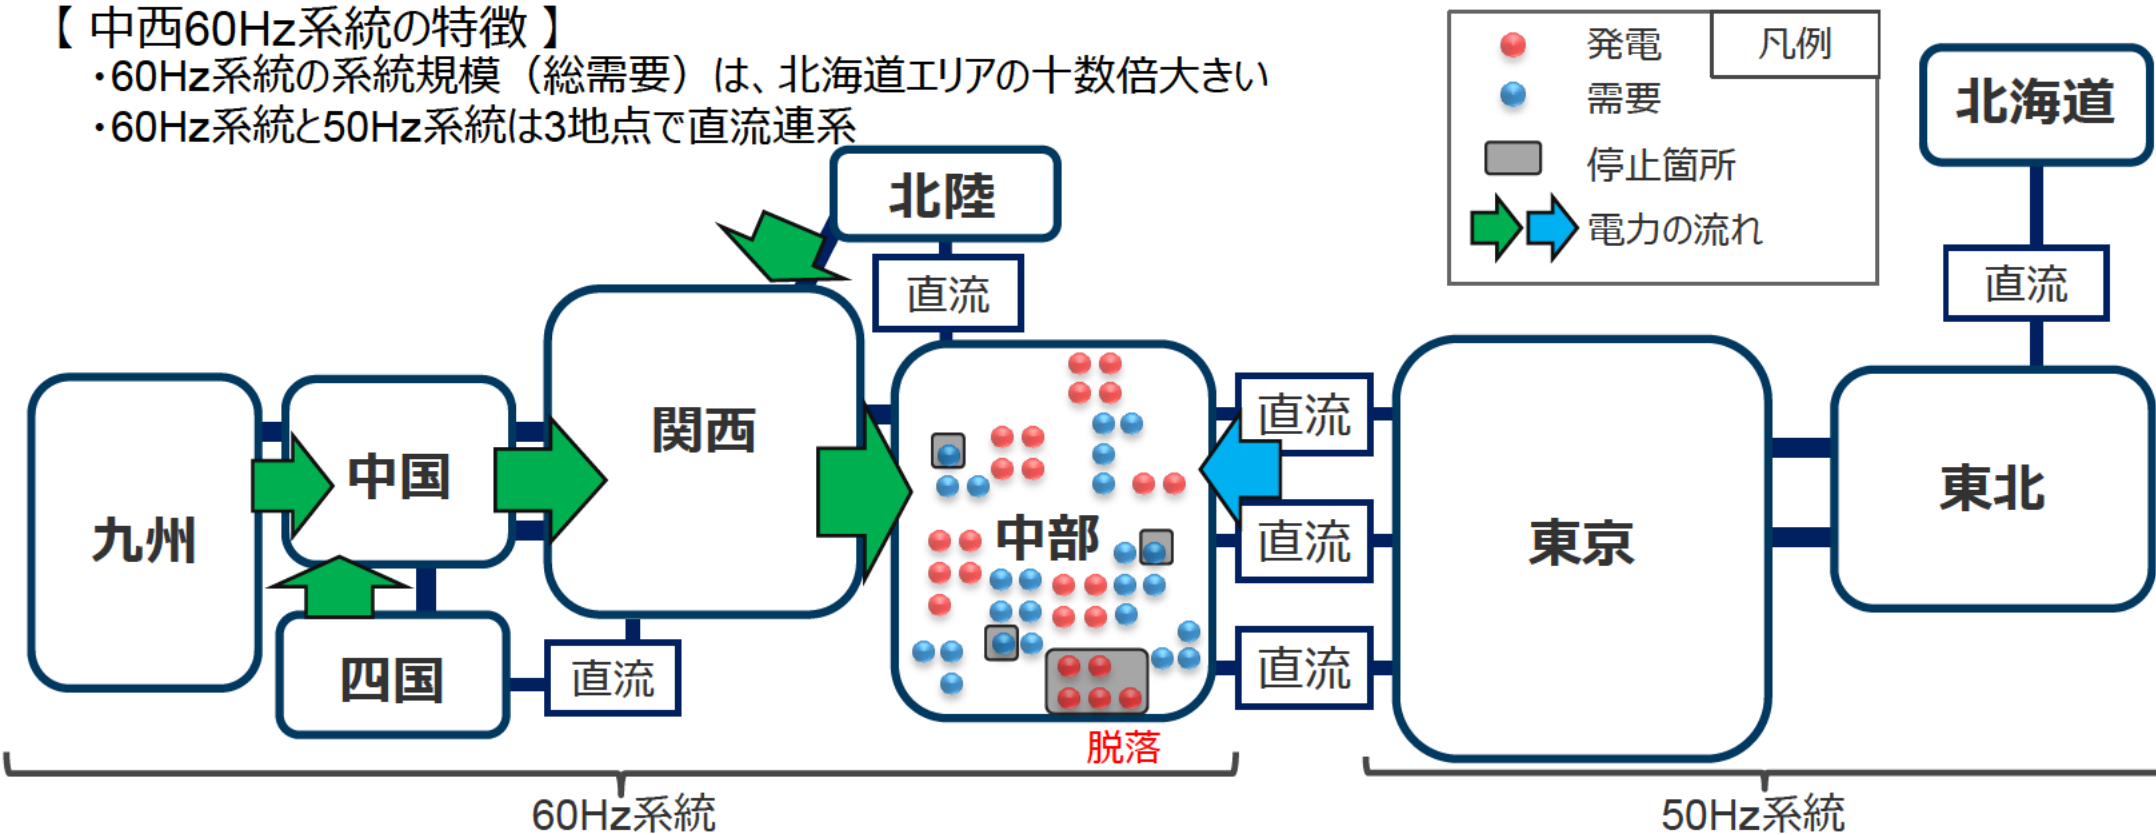 【 中西60Hz系統の特徴 】
・60Hz系統の系統規模（総需要）は、北海道エリアの十数倍大きい
・60Hz系統と50Hz系統は3地点で直流連系
凡例
発電
需要
停止箇所
電力の流れ
北海道
直流
北陸
直流
九州
中国
関西
四国
直流
中部
脱落
直流
直流
直流
東京
東北
60Hz系統
50Hz系統